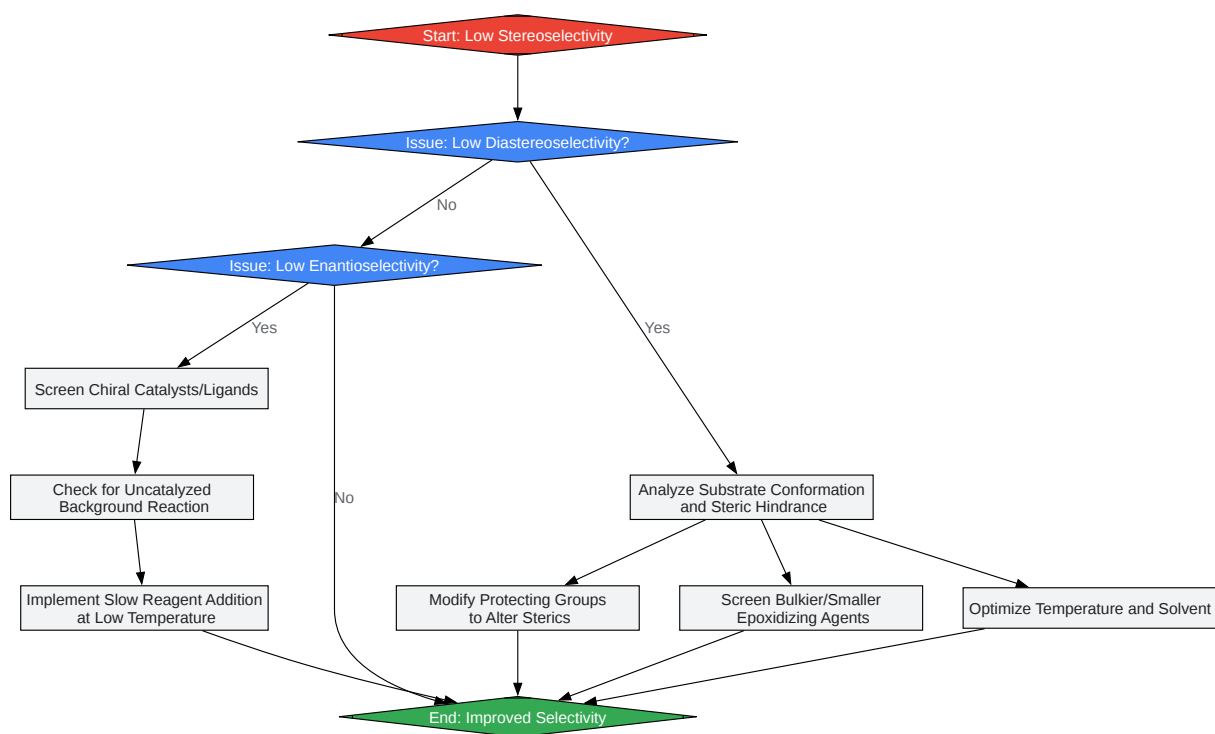 Start: Low Stereoselectivity
Issue: Low Diastereoselectivity?
No
Issue: Low Enantioselectivity?
Yes
Yes
Screen Chiral Catalysts/Ligands
Check for Uncatalyzed
Background Reaction
No
Analyze Substrate Conformation
and Steric Hindrance
Implement Slow Reagent Addition
at Low Temperature
Modify Protecting Groups
to Alter Sterics
Screen Bulkier/Smaller
Epoxidizing Agents
Optimize Temperature and Solvent
End: Improved Selectivity